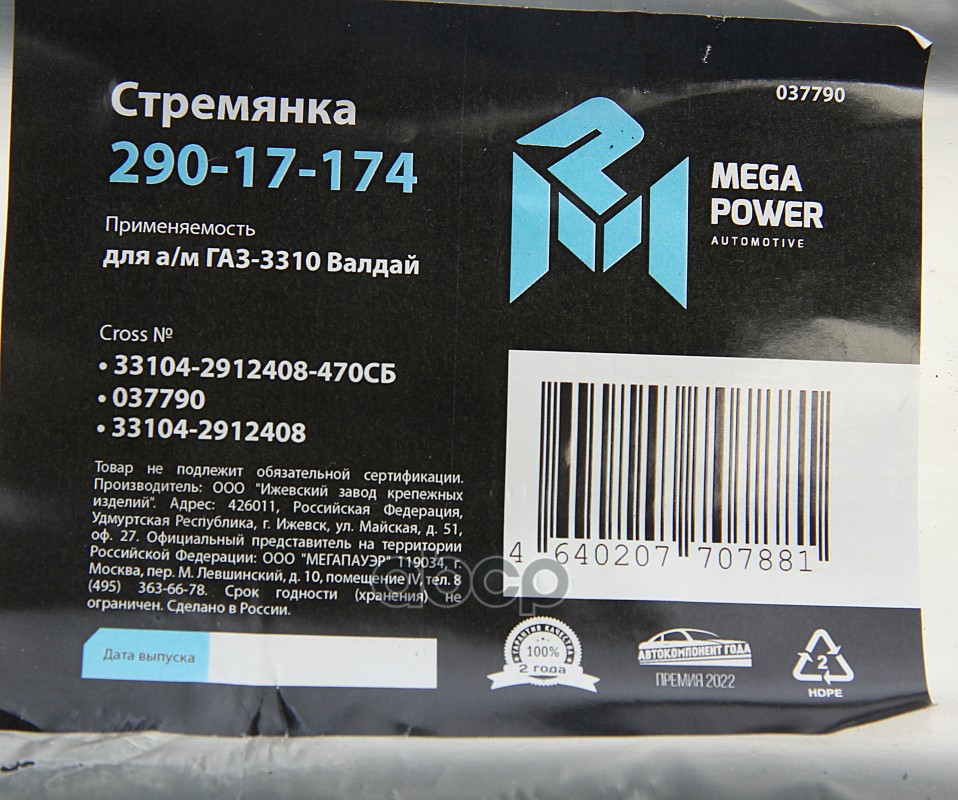 Стремянка
290-17-174
Применяемость
для а/м ГАЗ-3310 Валдай
Cross №
• 33104-2912408-470СБ
• 037790
• 33104-2912408
Товар не подлежит обязательной сертификации.
Производитель: ООО "Ижевский завод крепежных
изделий". Адрес: 426011, Российская Федерация,
Удмуртская Республика, г. Ижевск, ул. Майская, д. 51,
оф. 27. Официальный представитель на территории
Российской Федерации: ООО "МЕГАПАУЭР" 119034, г.
Москва, пер. М. Левшинский, д. 10, помещение IV, тел. 8
(495) 363-66-78. Срок годности (хранения) не
ограничен. Сделано в России.
Дата выпуска
037790
MEGA
POWER
AUTOMOTIVE
4 640207 707881
abcp
ГАРАНТИЯ КАЧЕСТВА
100%
2 года
АВТОКОМПОНЕНТ ГОДА
ПРЕМИЯ 2022
2
HDPE